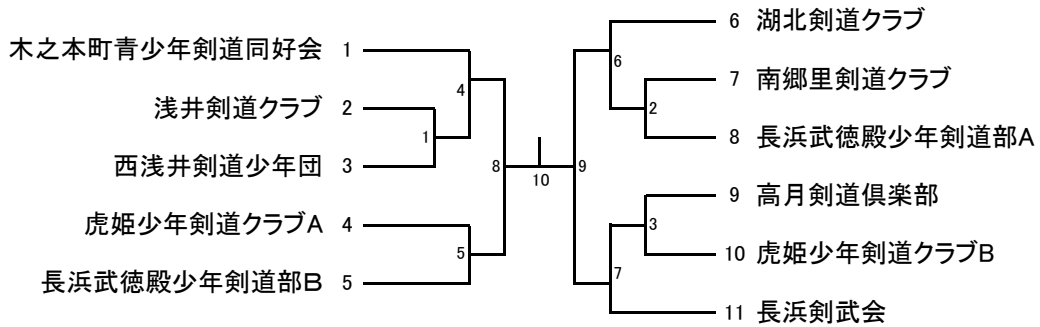 木之本町青少年剣道同好会 1
浅井剣道クラブ 2
西浅井剣道少年団 3
虎姫少年剣道クラブA 4
長浜武徳殿少年剣道部B 5
4
1
5
8
10
9
6
2
3
7
6 湖北剣道クラブ
7 南郷里剣道クラブ
8 長浜武徳殿少年剣道部A
9 高月剣道倶楽部
10 虎姫少年剣道クラブB
11 長浜剣武会